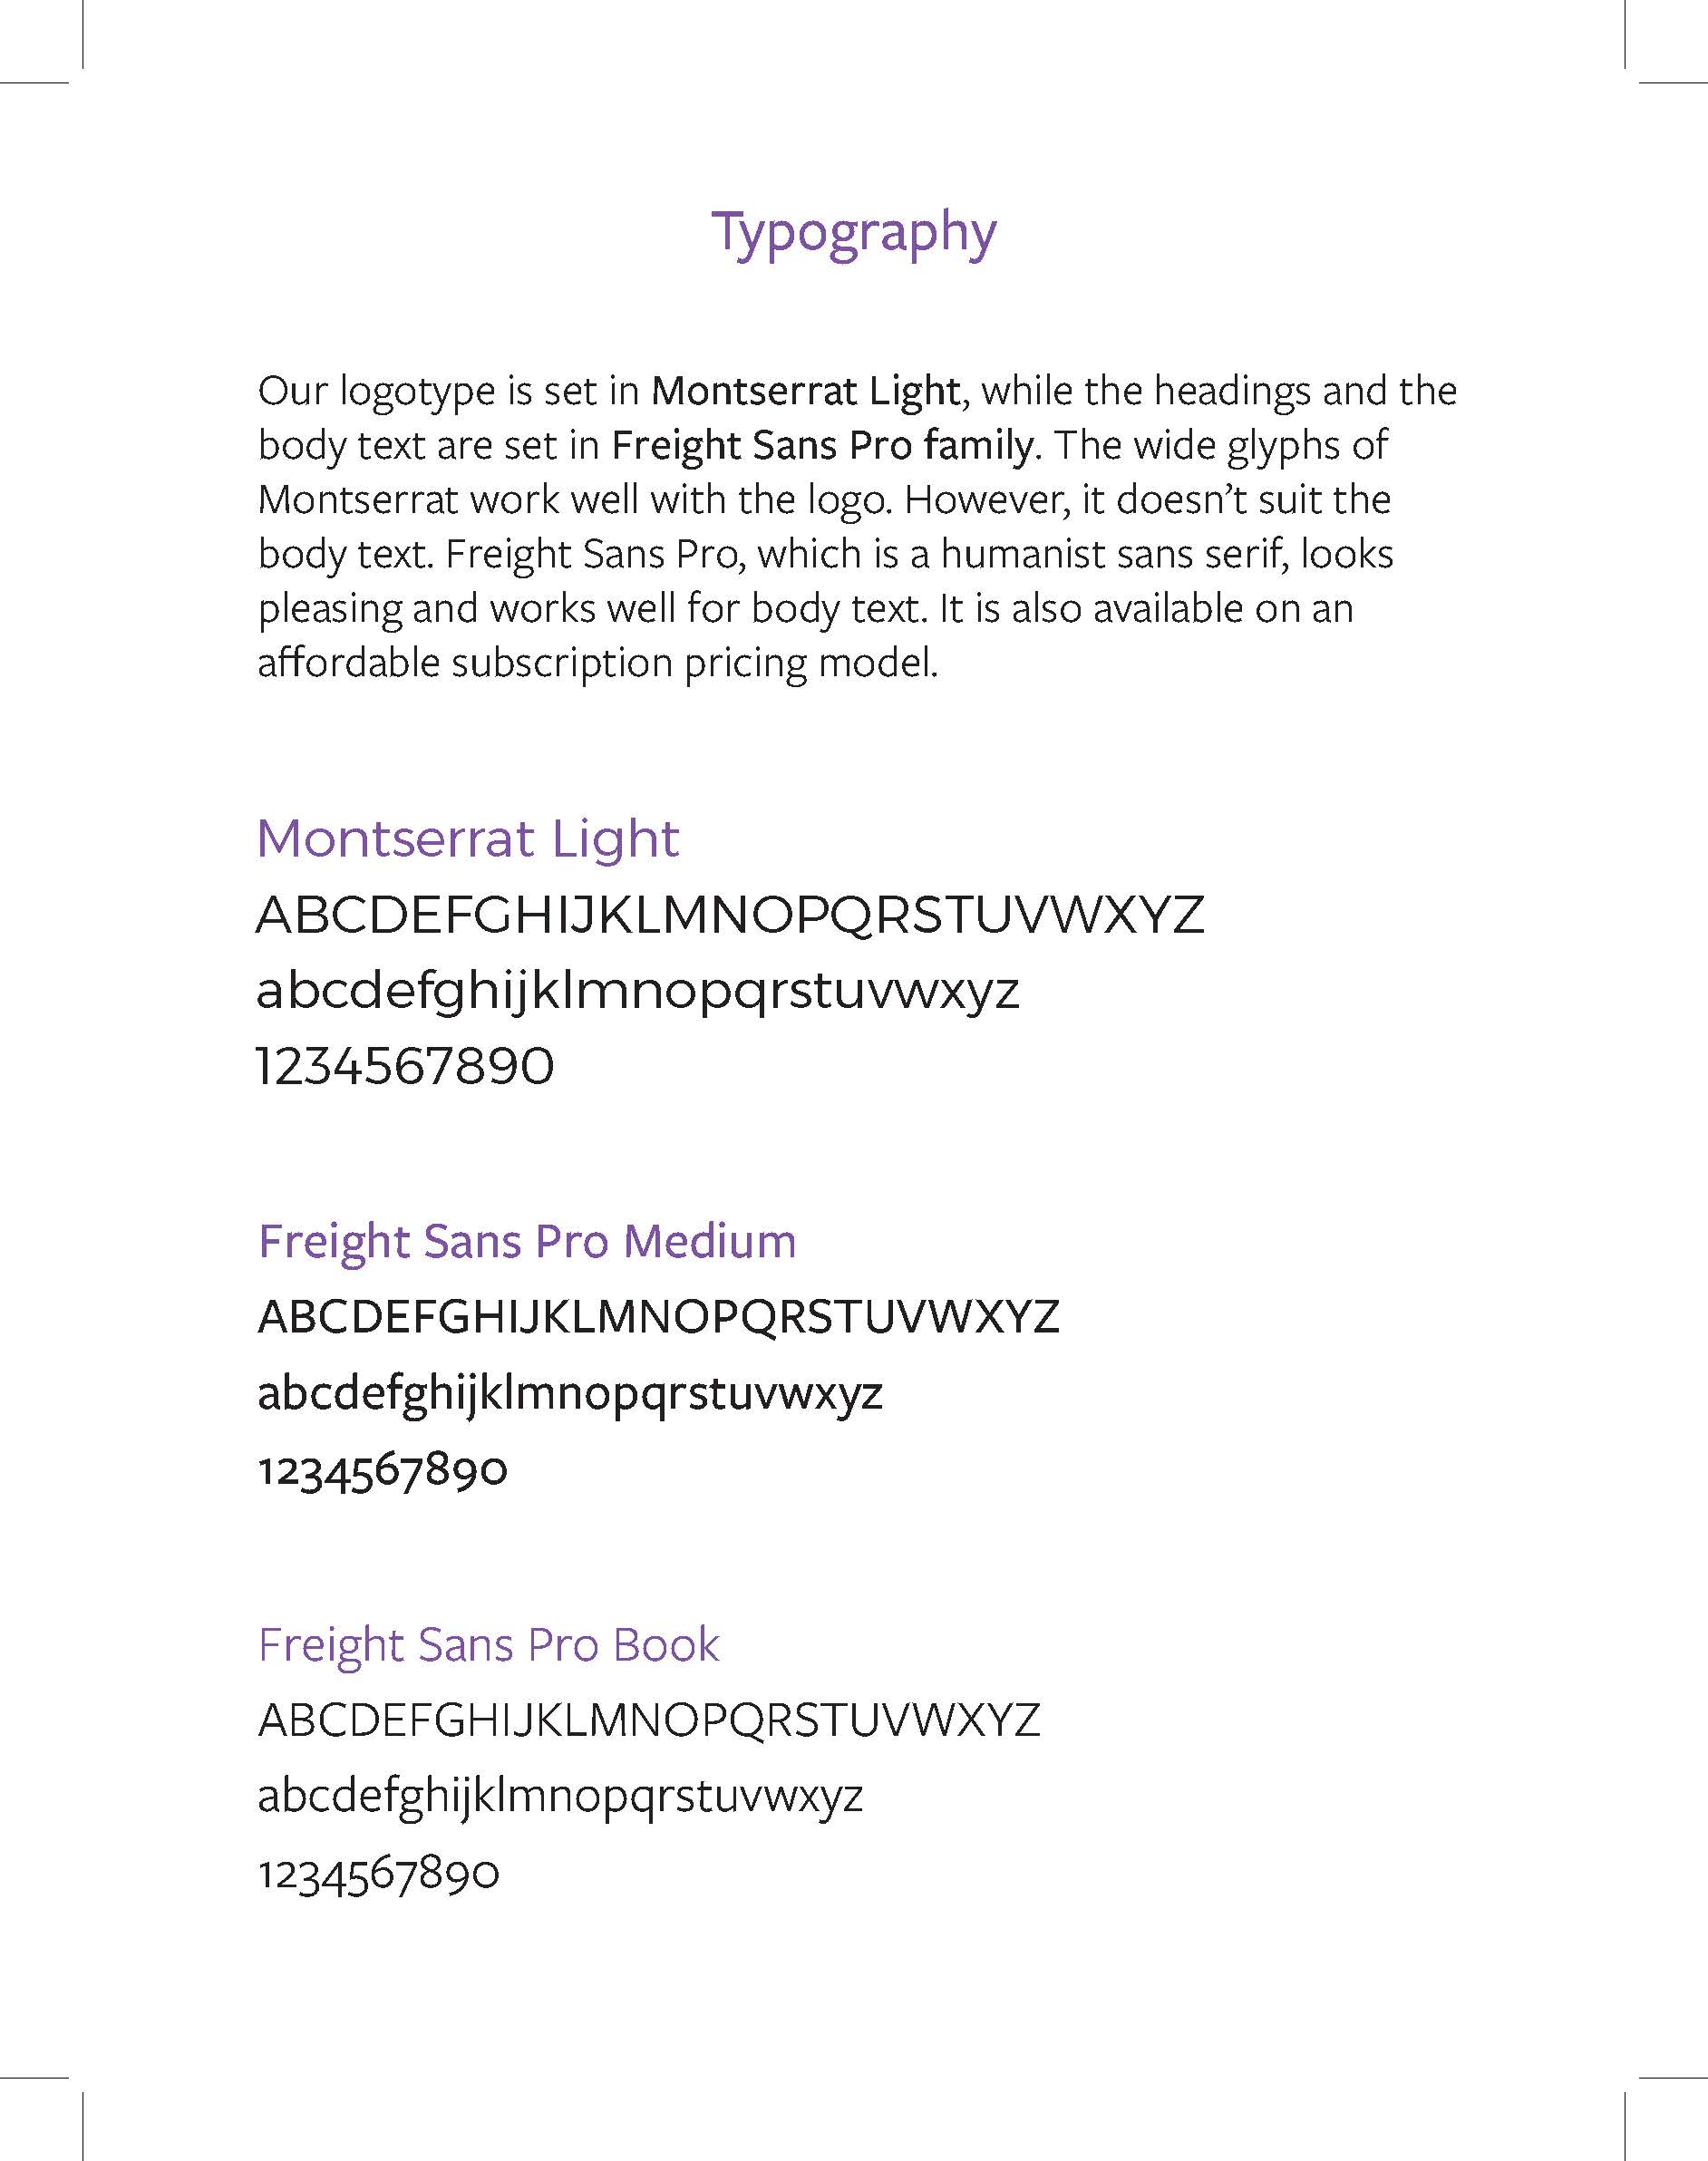 Typography
Our logotype is set in Montserrat Light, while the headings and the
body text are set in Freight Sans Pro family. The wide glyphs of
Montserrat work well with the logo. However, it doesn’t suit the
body text. Freight Sans Pro, which is a humanist sans serif, looks
pleasing and works well for body text. It is also available on an
affordable subscription pricing model.
Montserrat Light
ABCDEFGHIJKLMNOPQRSTUVWXYZ
abcdefghijklmnopqrstuvwxyz
1234567890
Freight Sans Pro Medium
ABCDEFGHIJKLMNOPQRSTUVWXYZ
abcdefghijklmnopqrstuvwxyz
1234567890
Freight Sans Pro Book
ABCDEFGHIJKLMNOPQRSTUVWXYZ
abcdefghijklmnopqrstuvwxyz
1234567890